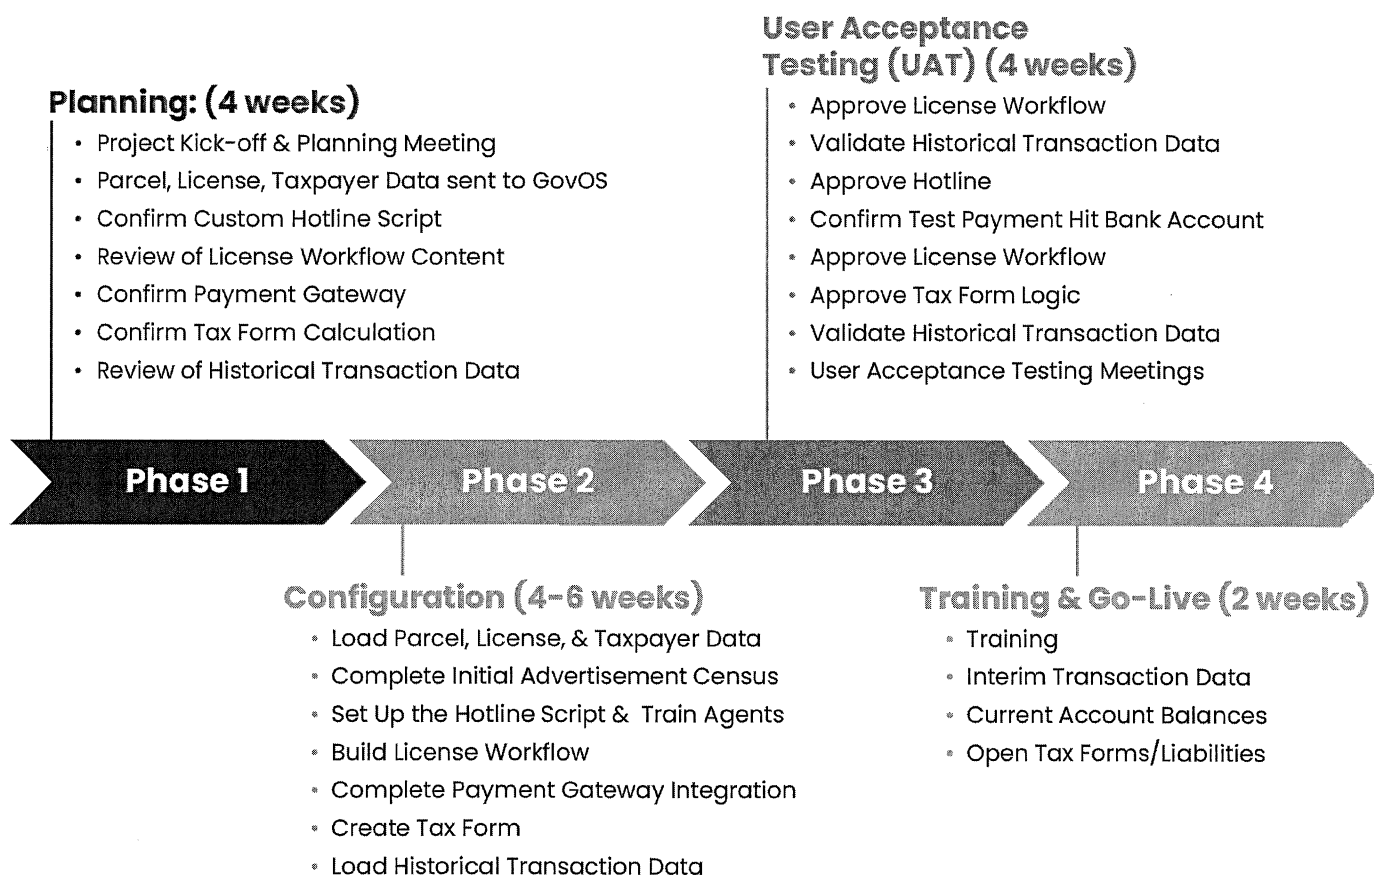 User Acceptance
Testing (UAT) (4 weeks)
• Approve License Workflow
• Validate Historical Transaction Data
• Approve Hotline
• Confirm Test Payment Hit Bank Account
• Approve License Workflow
• Approve Tax Form Logic
• Validate Historical Transaction Data
• User Acceptance Testing Meetings
Planning: (4 weeks)
• Project Kick-off & Planning Meeting
• Parcel, License, Taxpayer Data sent to GovOS
• Confirm Custom Hotline Script
• Review of License Workflow Content
• Confirm Payment Gateway
• Confirm Tax Form Calculation
• Review of Historical Transaction Data
Phase 1
Phase 2
Phase 3
Phase 4
Configuration (4-6 weeks)
• Load Parcel, License, & Taxpayer Data
• Complete Initial Advertisement Census
• Set Up the Hotline Script & Train Agents
• Build License Workflow
• Complete Payment Gateway Integration
• Create Tax Form
• Load Historical Transaction Data
Training & Go-Live (2 weeks)
• Training
• Interim Transaction Data
• Current Account Balances
• Open Tax Forms/Liabilities